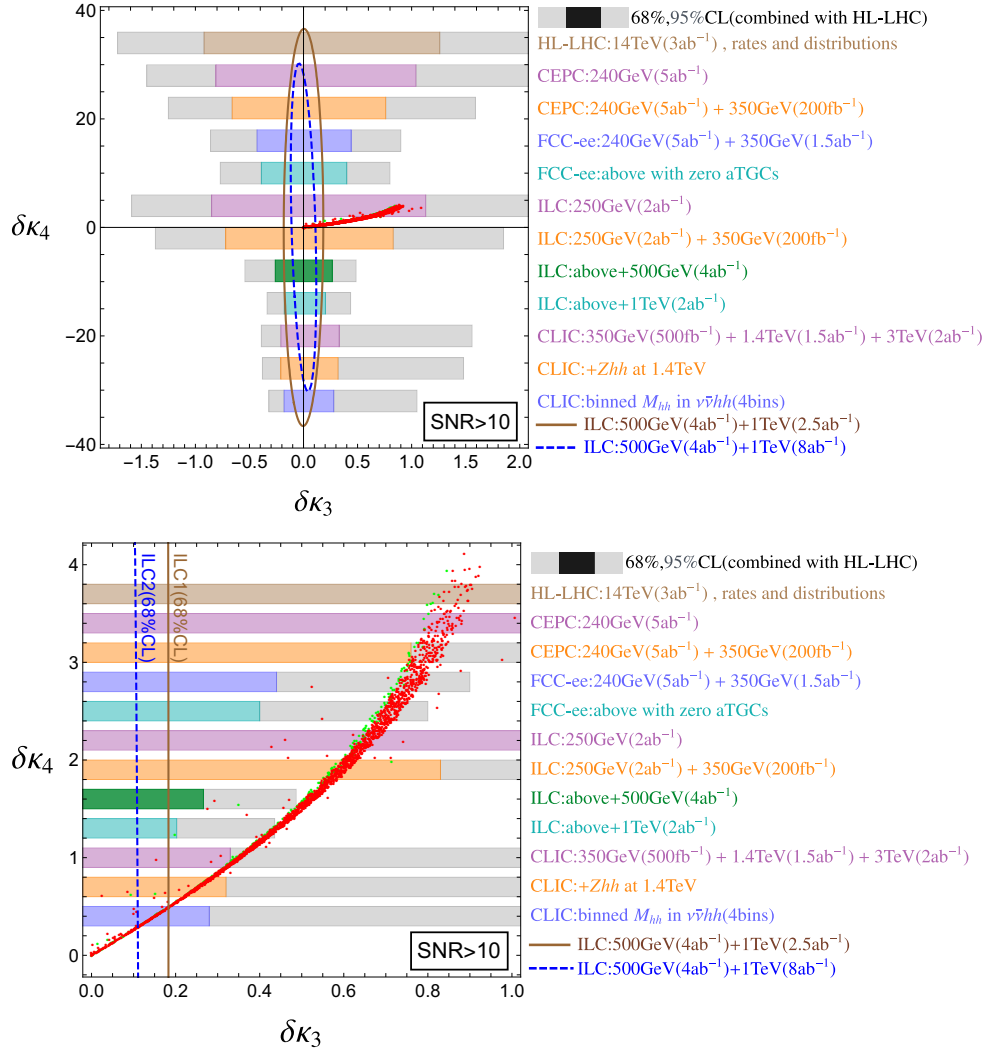 68%,95%CL(combined with HL-LHC)
HL-LHC:14TeV(3ab⁻¹) , rates and distributions
CEPC:240GeV(5ab⁻¹)
CEPC:240GeV(5ab⁻¹) + 350GeV(200fb⁻¹)
FCC-ee:240GeV(5ab⁻¹) + 350GeV(1.5ab⁻¹)
FCC-ee:above with zero aTGCs
ILC:250GeV(2ab⁻¹)
ILC:250GeV(2ab⁻¹) + 350GeV(200fb⁻¹)
ILC:above+500GeV(4ab⁻¹)
ILC:above+1TeV(2ab⁻¹)
CLIC:350GeV(500fb⁻¹) + 1.4TeV(1.5ab⁻¹) + 3TeV(2ab⁻¹)
CLIC:+Zhh at 1.4TeV
CLIC:binned M_hh in νν̄hh(4bins)
ILC:500GeV(4ab⁻¹)+1TeV(2.5ab⁻¹)
ILC:500GeV(4ab⁻¹)+1TeV(8ab⁻¹)
40
20
0
−20
−40
δκ₄
SNR>10
−1.5 −1.0 −0.5 0.0 0.5 1.0 1.5 2.0
δκ₃
68%,95%CL(combined with HL-LHC)
HL-LHC:14TeV(3ab⁻¹) , rates and distributions
CEPC:240GeV(5ab⁻¹)
CEPC:240GeV(5ab⁻¹) + 350GeV(200fb⁻¹)
FCC-ee:240GeV(5ab⁻¹) + 350GeV(1.5ab⁻¹)
FCC-ee:above with zero aTGCs
ILC:250GeV(2ab⁻¹)
ILC:250GeV(2ab⁻¹) + 350GeV(200fb⁻¹)
ILC:above+500GeV(4ab⁻¹)
ILC:above+1TeV(2ab⁻¹)
CLIC:350GeV(500fb⁻¹) + 1.4TeV(1.5ab⁻¹) + 3TeV(2ab⁻¹)
CLIC:+Zhh at 1.4TeV
CLIC:binned M_hh in νν̄hh(4bins)
ILC:500GeV(4ab⁻¹)+1TeV(2.5ab⁻¹)
ILC:500GeV(4ab⁻¹)+1TeV(8ab⁻¹)
ILC2(68%CL)
ILC1(68%CL)
4
3
2
1
0
δκ₄
SNR>10
0.0 0.2 0.4 0.6 0.8 1.0
δκ₃